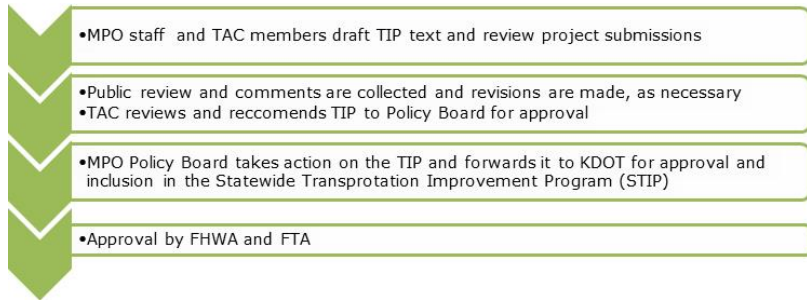 •MPO staff and TAC members draft TIP text and review project submissions
•Public review and comments are collected and revisions are made, as necessary
•TAC reviews and reccomends TIP to Policy Board for approval
•MPO Policy Board takes action on the TIP and forwards it to KDOT for approval and
inclusion in the Statewide Transprotation Improvement Program (STIP)
•Approval by FHWA and FTA